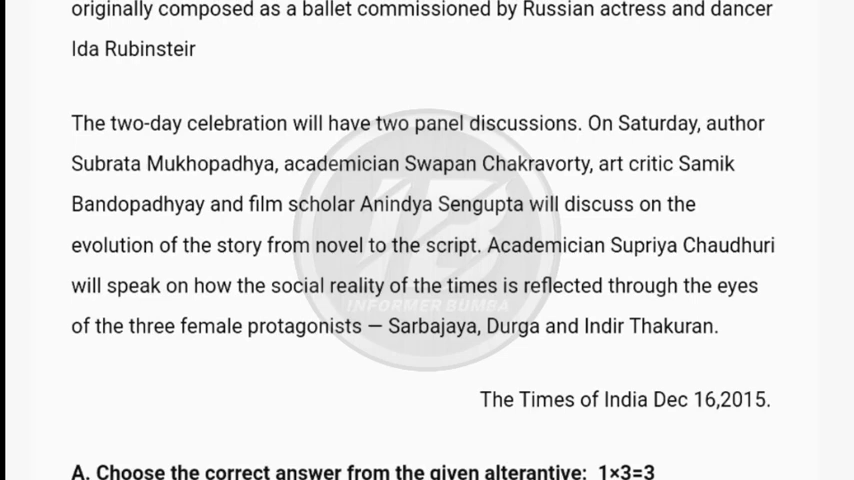 originally composed as a ballet commissioned by Russian actress and dancer
Ida Rubinsteir
The two-day celebration will have two panel discussions. On Saturday, author
Subrata Mukhopadhya, academician Swapan Chakravorty, art critic Samik
Bandopadhyay and film scholar Anindya Sengupta will discuss on the
evolution of the story from novel to the script. Academician Supriya Chaudhuri
will speak on how the social reality of the times is reflected through the eyes
INFORMER BUMBA
of the three female protagonists — Sarbajaya, Durga and Indir Thakuran.
The Times of India Dec 16,2015.
A. Choose the correct answer from the given alterantive: 1×3=3